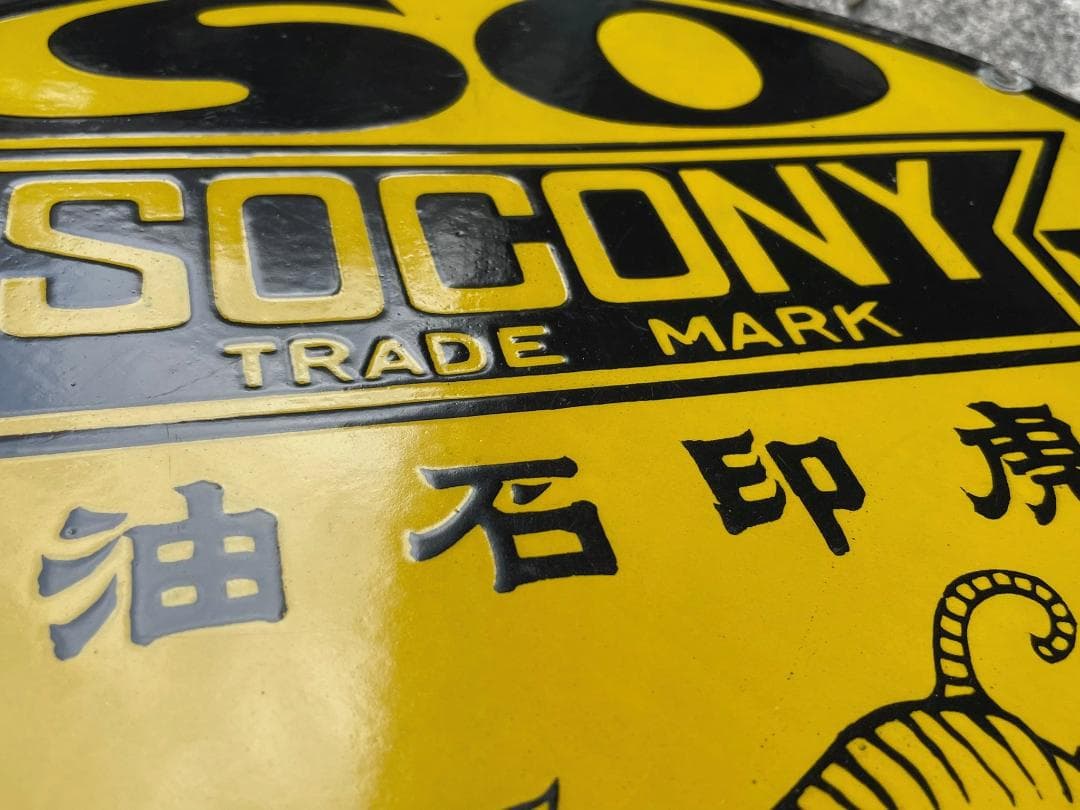 SO
SOCONY
TRADE MARK
虎印石油